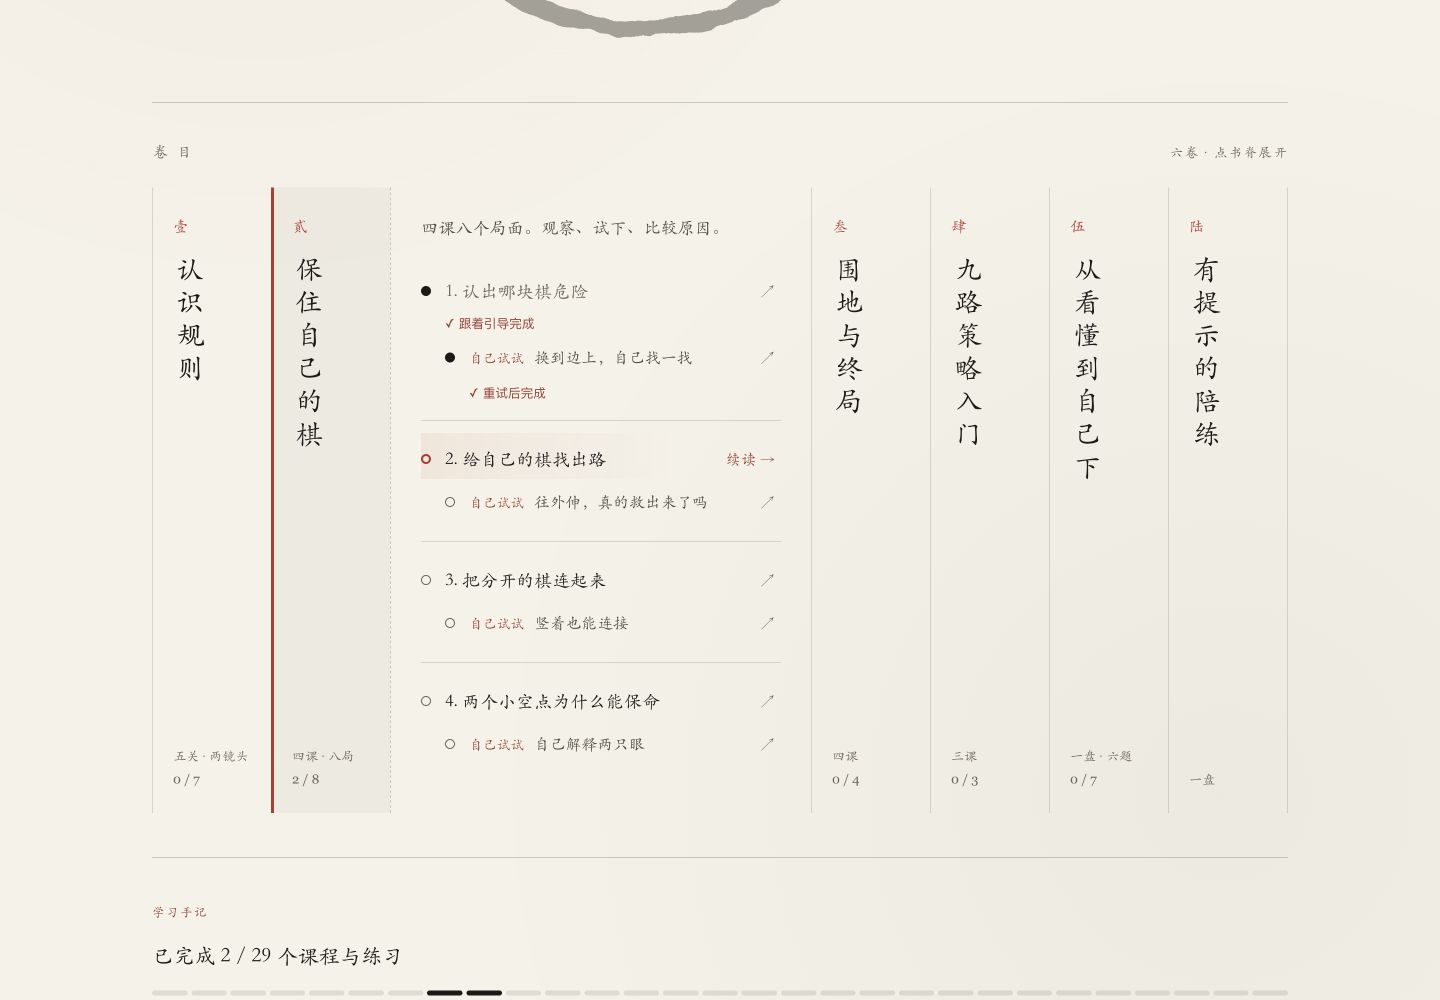 卷 目
六卷 · 点书脊展开
壹
认识规则
五关 · 两镜头
0 / 7
贰
保住自己的棋
四课 · 八局
2 / 8
四课八个局面。观察、试下、比较原因。
1. 认出哪块棋危险 ↗
✓ 跟着引导完成
自己试试 换到边上，自己找一找 ↗
✓ 重试后完成
2. 给自己的棋找出路 续读 →
自己试试 往外伸，真的救出来了吗 ↗
3. 把分开的棋连起来 ↗
自己试试 竖着也能连接 ↗
4. 两个小空点为什么能保命 ↗
自己试试 自己解释两只眼 ↗
叁
围地与终局
四课
0 / 4
肆
九路策略入门
三课
0 / 3
伍
从看懂到自己下
一盘 · 六题
0 / 7
陆
有提示的陪练
一盘
学习手记
已完成 2 / 29 个课程与练习